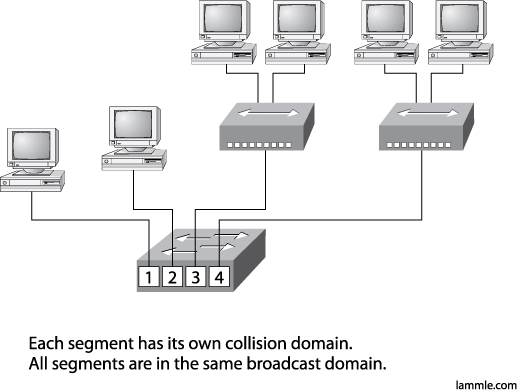 1 2 3 4
Each segment has its own collision domain.
All segments are in the same broadcast domain.
lammle.com